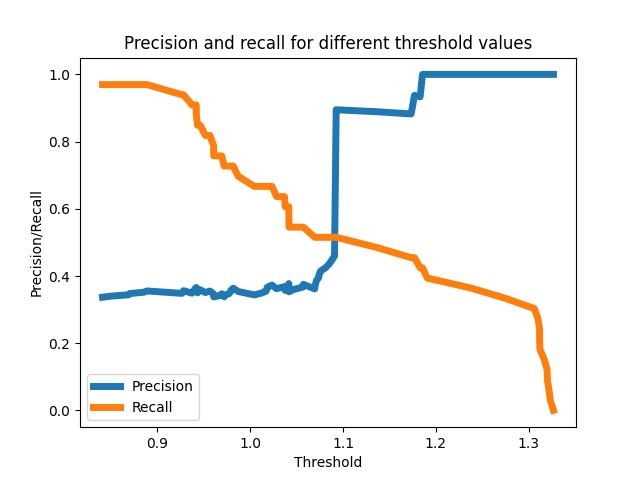 Precision and recall for different threshold values
1.0
0.8
0.6
0.4
0.2
0.0
Precision/Recall
Precision
Recall
0.9
1.0
1.1
1.2
1.3
Threshold